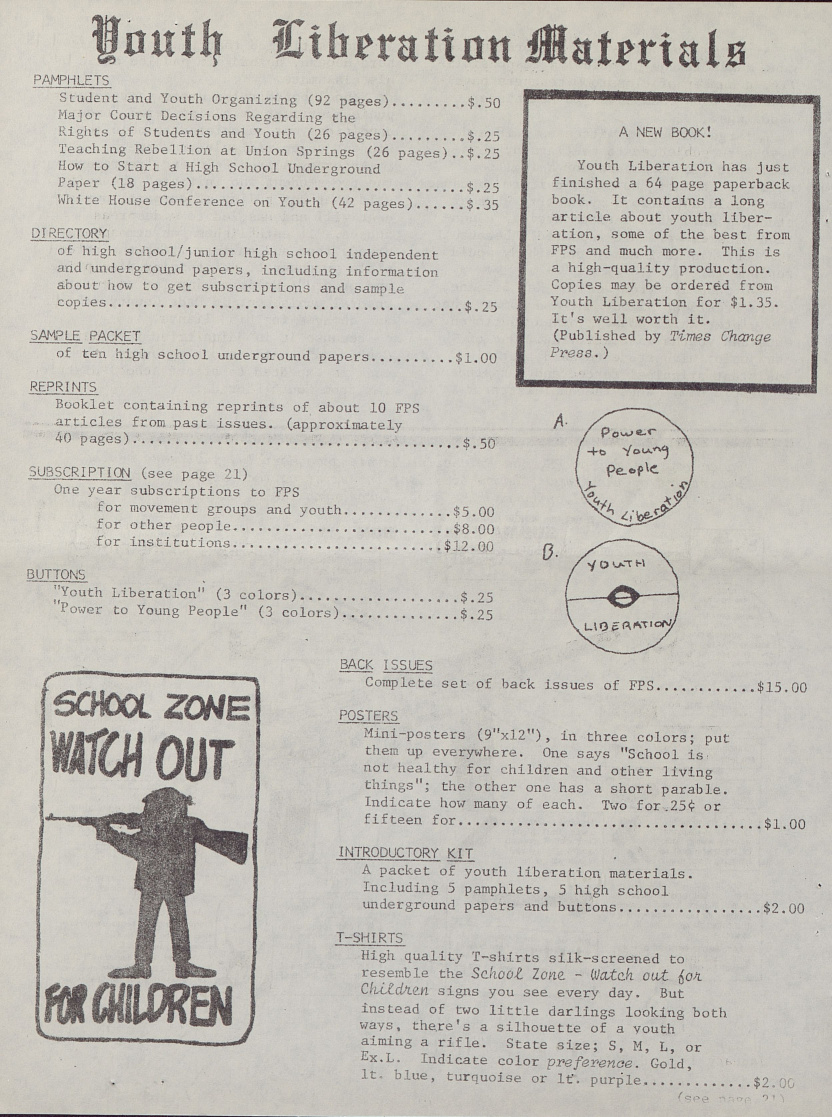 Youth Liberation Materials
PAMPHLETS
Student and Youth Organizing (92 pages).........$.50
Major Court Decisions Regarding the
Rights of Students and Youth (26 pages).........$.25
Teaching Rebellion at Union Springs (26 pages)..$.25
How to Start a High School Underground
Paper (18 pages)................................$.25
White House Conference on Youth (42 pages)......$.35
DIRECTORY
of high school/junior high school independent
and underground papers, including information
about how to get subscriptions and sample
copies..........................................$.25
SAMPLE PACKET
of ten high school underground papers..........$1.00
REPRINTS
Booklet containing reprints of about 10 FPS
articles from past issues. (approximately
40 pages).......................................$.50
SUBSCRIPTION (see page 21)
One year subscriptions to FPS
for movement groups and youth............$5.00
for other people.........................$8.00
for institutions........................$12.00
BUTTONS
"Youth Liberation" (3 colors)...................$.25
"Power to Young People" (3 colors)..............$.25
A NEW BOOK!
Youth Liberation has just
finished a 64 page paperback
book. It contains a long
article about youth liber-
ation, some of the best from
FPS and much more. This is
a high-quality production.
Copies may be ordered from
Youth Liberation for $1.35.
It's well worth it.
(Published by Times Change
Press.)
A.
Power
to Young
People
Youth Liberation
B.
YOUTH
LIBERATION
SCHOOL ZONE
WATCH OUT
FOR CHILDREN
BACK ISSUES
Complete set of back issues of FPS...........$15.00
POSTERS
Mini-posters (9"x12"), in three colors; put
them up everywhere. One says "School is
not healthy for children and other living
things"; the other one has a short parable.
Indicate how many of each. Two for .25¢ or
fifteen for..................................$1.00
INTRODUCTORY KIT
A packet of youth liberation materials.
Including 5 pamphlets, 5 high school
underground papers and buttons................$2.00
T-SHIRTS
High quality T-shirts silk-screened to
resemble the School Zone - Watch out for
Children signs you see every day. But
instead of two little darlings looking both
ways, there's a silhouette of a youth
aiming a rifle. State size; S, M, L, or
Ex.L. Indicate color preference. Gold,
lt. blue, turquoise or lt. purple............$2.00
(see page 21)